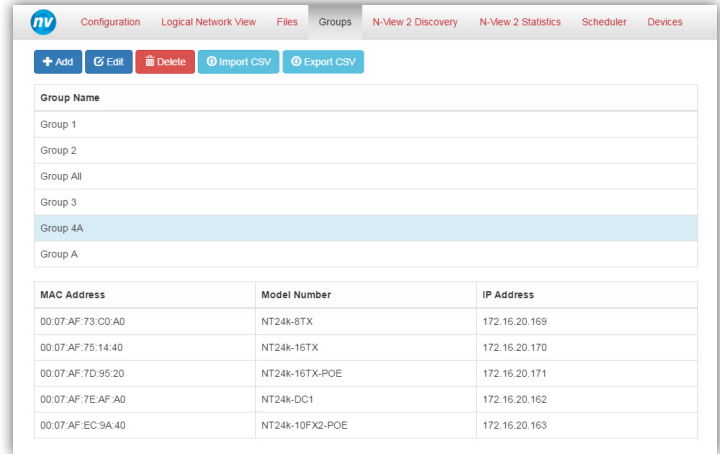 nv Configuration Logical Network View Files Groups N-View 2 Discovery N-View 2 Statistics Scheduler Devices
Add Edit Delete Import CSV Export CSV
Group Name
Group 1
Group 2
Group All
Group 3
Group 4A
Group A
MAC Address Model Number IP Address
00:07:AF:73:C0:A0 NT24k-8TX 172.16.20.169
00:07:AF:75:14:40 NT24k-16TX 172.16.20.170
00:07:AF:7D:95:20 NT24k-16TX-POE 172.16.20.171
00:07:AF:7E:AF:A0 NT24k-DC1 172.16.20.162
00:07:AF:EC:9A:40 NT24k-10FX2-POE 172.16.20.163